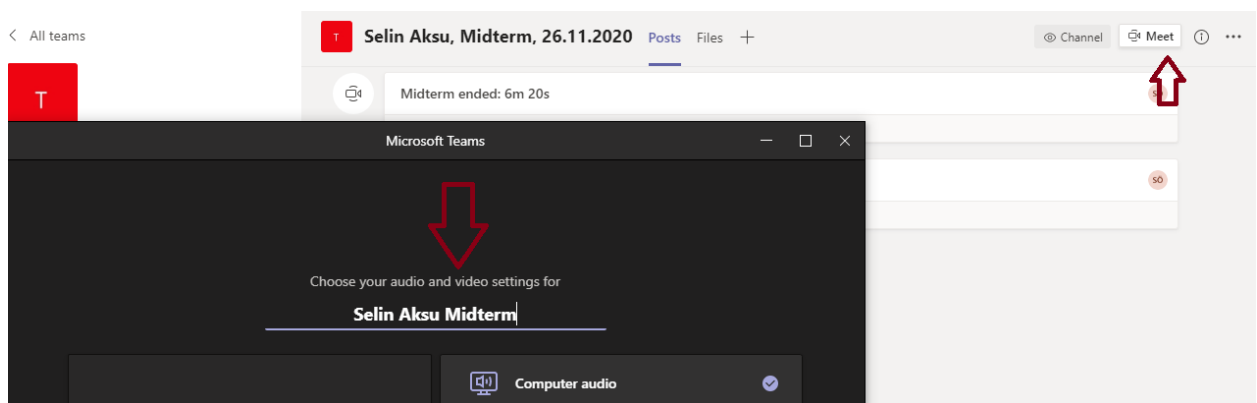 All teams
T
T
Selin Aksu, Midterm, 26.11.2020 Posts Files
Channel Meet
Midterm ended: 6m 20s
SÖ
Microsoft Teams
Choose your audio and video settings for
Selin Aksu Midterm
Computer audio